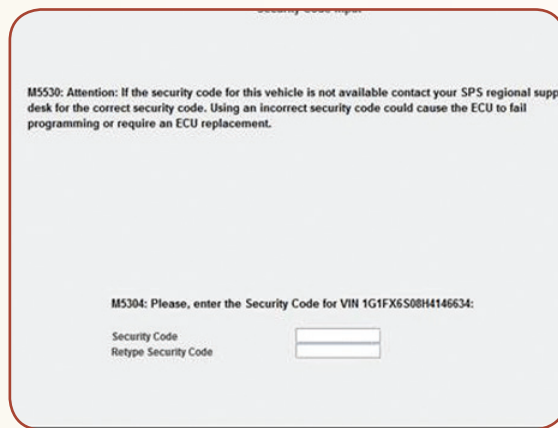 M5530: Attention: If the security code for this vehicle is not available contact your SPS regional
desk for the correct security code. Using an incorrect security code could cause the ECU to fail
programming or require an ECU replacement.
M5304: Please, enter the Security Code for VIN 1G1FX6S08H4146634:
Security Code
Retype Security Code